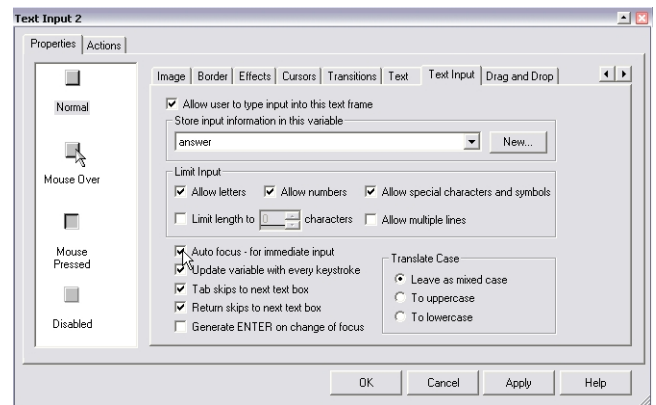 Text Input 2
Properties Actions
Image Border Effects Cursors Transitions Text Text Input Drag and Drop
Normal
Mouse Over
Mouse
Pressed
Disabled
Allow user to type input into this text frame
Store input information in this variable
answer New...
Limit Input
Allow letters Allow numbers Allow special characters and symbols
Limit length to 0 characters Allow multiple lines
Auto focus - for immediate input
Update variable with every keystroke
Tab skips to next text box
Return skips to next text box
Generate ENTER on change of focus
Translate Case
Leave as mixed case
To uppercase
To lowercase
OK Cancel Apply Help